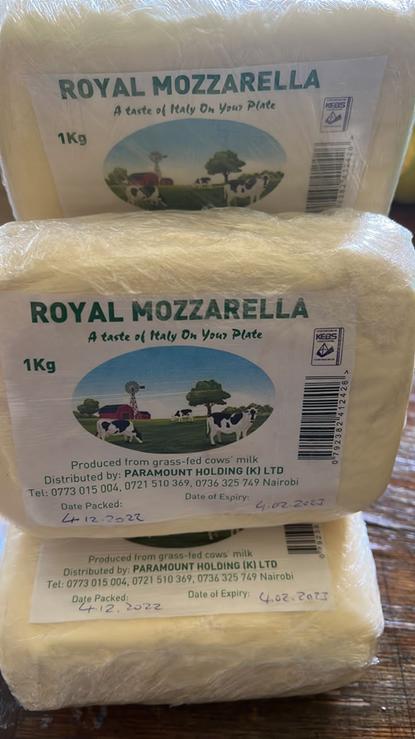 ROYAL MOZZARELLA
A taste of Italy On Your Plate
KEBS
1Kg
ROYAL MOZZARELLA
A taste of Italy On Your Plate
KEBS
1Kg
0792382412426>
Produced from grass-fed cows' milk
Distributed by: PARAMOUNT HOLDING (K) LTD
Tel: 0773 015 004, 0721 510 369, 0736 325 749 Nairobi
Date Packed: Date of Expiry:
4.12.2022 4.02.2023
Produced from grass-fed cows' milk
Distributed by: PARAMOUNT HOLDING (K) LTD
Tel: 0773 015 004, 0721 510 369, 0736 325 749 Nairobi
Date Packed: Date of Expiry:
4.12.2022 4.02.2023